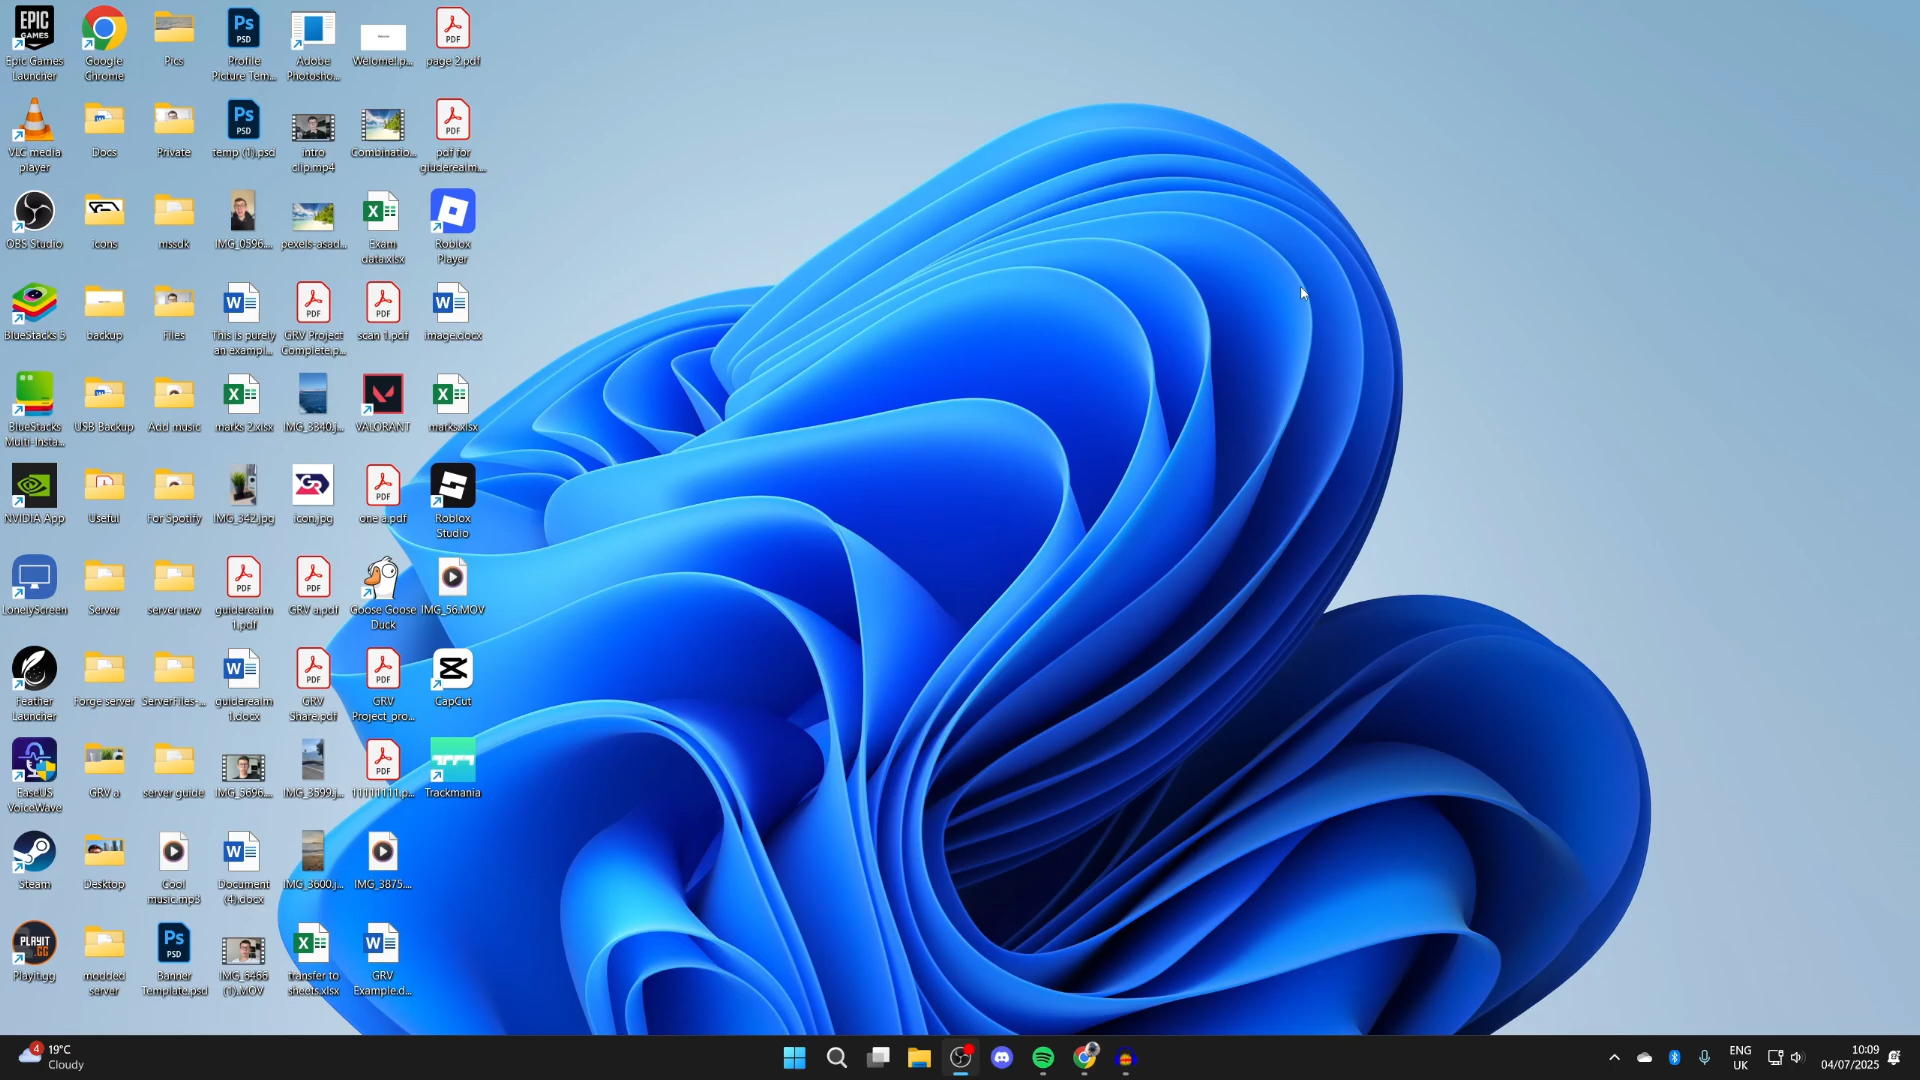 EPIC
GAMES
Epic Games
Launcher
Google
Chrome
Pics
Ps
PSD
Profile
Picture Tem...
Adobe
Photosho...
Welome!.p...
PDF
page 2.pdf
VLC media
player
Docs
Private
Ps
PSD
temp (1).psd
intro
clip.mp4
Combinatio...
PDF
pdf for
giuderealm....
OBS Studio
icons
mssdk
IMG_0596....
pexels-asad...
X
Exam
data.xlsx
Roblox
Player
BlueStacks 5
backup
Files
W
This is purely
an exampl...
PDF
GRV Project
Complete.p...
PDF
scan 1.pdf
W
image.docx
BlueStacks
Multi-Insta...
USB Backup
Add music
X
marks 2.xlsx
IMG_3340.j...
VALORANT
X
marks.xlsx
NVIDIA App
Useful
For Spotify
IMG_342.jpg
GR
icon.jpg
PDF
one a.pdf
Roblox
Studio
LonelyScreen
Server
server new
PDF
guiderealm
1.pdf
PDF
GRV a.pdf
Goose Goose
Duck
IMG_56.MOV
Feather
Launcher
Forge server
ServerFiles-...
W
guiderealm
1.docx
PDF
GRV
Share.pdf
PDF
GRV
Project_pro...
CapCut
EaseUS
VoiceWave
GRV a
server guide
IMG_5696....
IMG_3599.j...
PDF
11111111.p...
Trackmania
Steam
Desktop
Cool
music.mp3
W
Document
(4).docx
IMG_3600.j...
IMG_3875....
PLAYIT
.GG
Playit.gg
modded
server
Ps
PSD
Banner
Template.psd
IMG_6466
(1).MOV
X
transfer to
sheets.xlsx
W
GRV
Example.d...
4
19°C
Cloudy
ENG
UK
10:09
04/07/2025